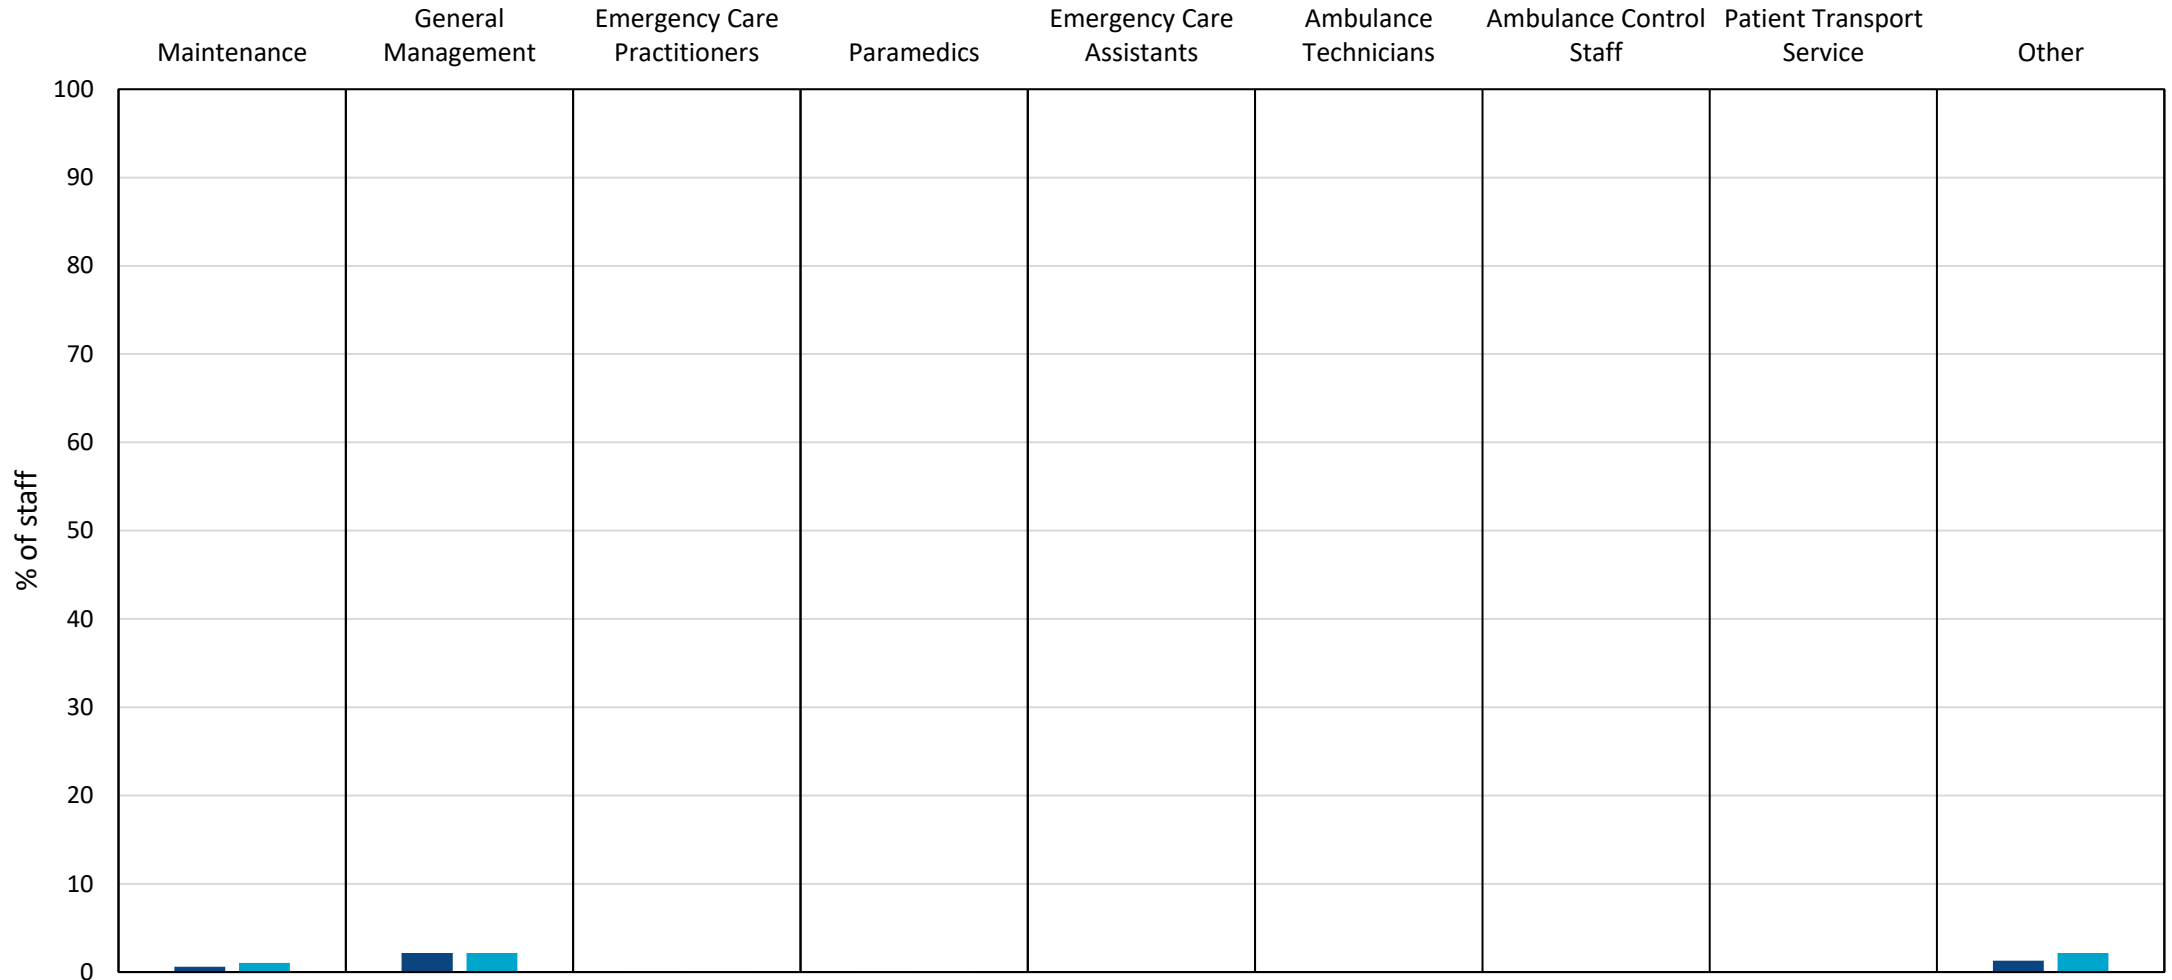 Maintenance
General
Management
Emergency Care
Practitioners
Paramedics
Emergency Care
Assistants
Ambulance
Technicians
Ambulance Control
Staff
Patient Transport
Service
Other
100
90
80
70
60
50
40
30
20
10
0
% of staff